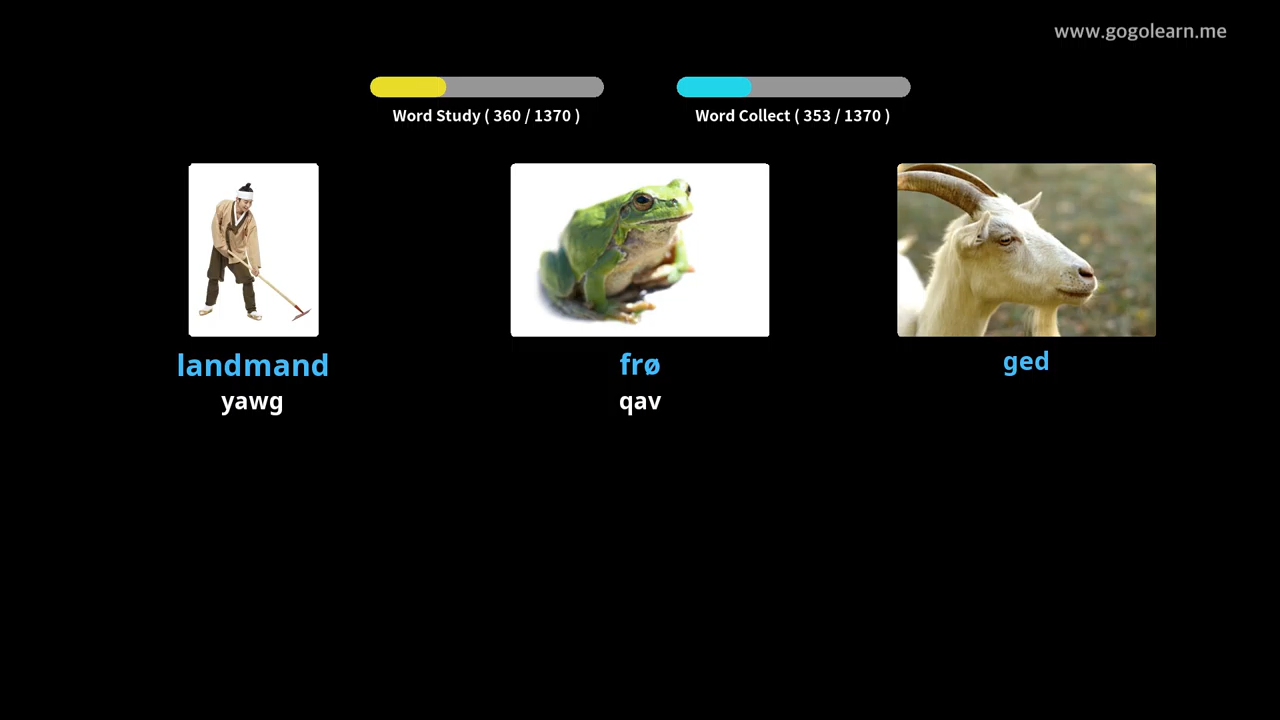 www.gogolearn.me
Word Study ( 360 / 1370 )
Word Collect ( 353 / 1370 )
landmand
yawg
frø
qav
ged